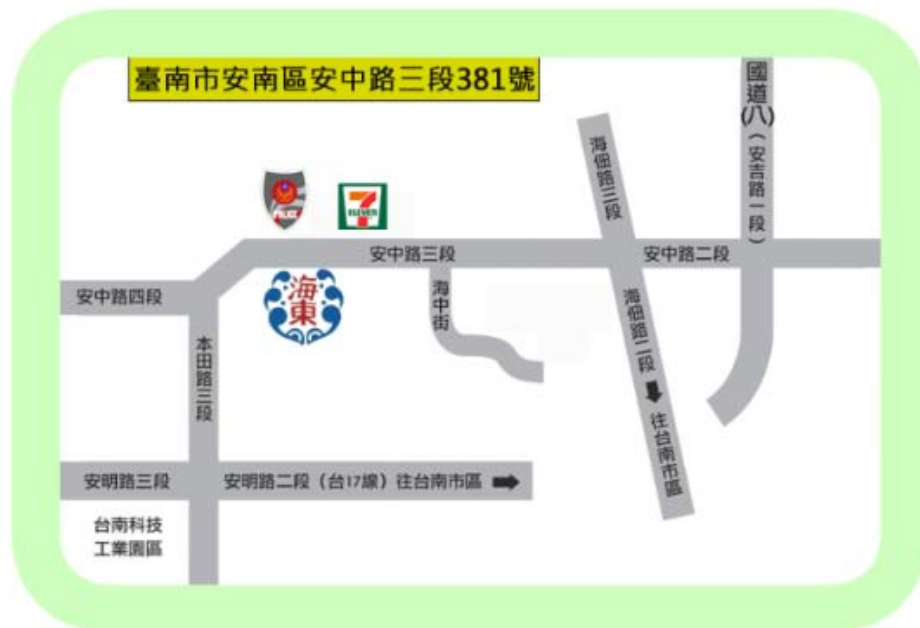 臺南市安南區安中路三段381號
國道(八)(安吉路一段)
海佃路三段
POLICE
7
ELEVEN
安中路三段
安中路二段
安中路四段
海東
海中街
海佃路二段
往台南市區
本田路三段
安明路三段
安明路二段(台17線)往台南市區
台南科技
工業園區